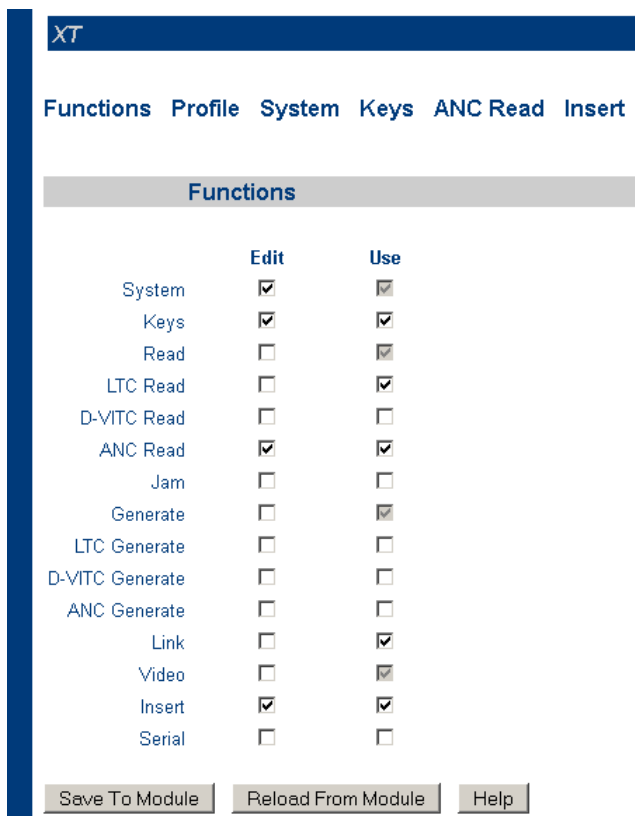 XT
Functions Profile System Keys ANC Read Insert
Functions
Edit Use
System
Keys
Read
LTC Read
D-VITC Read
ANC Read
Jam
Generate
LTC Generate
D-VITC Generate
ANC Generate
Link
Video
Insert
Serial
Save To Module Reload From Module Help